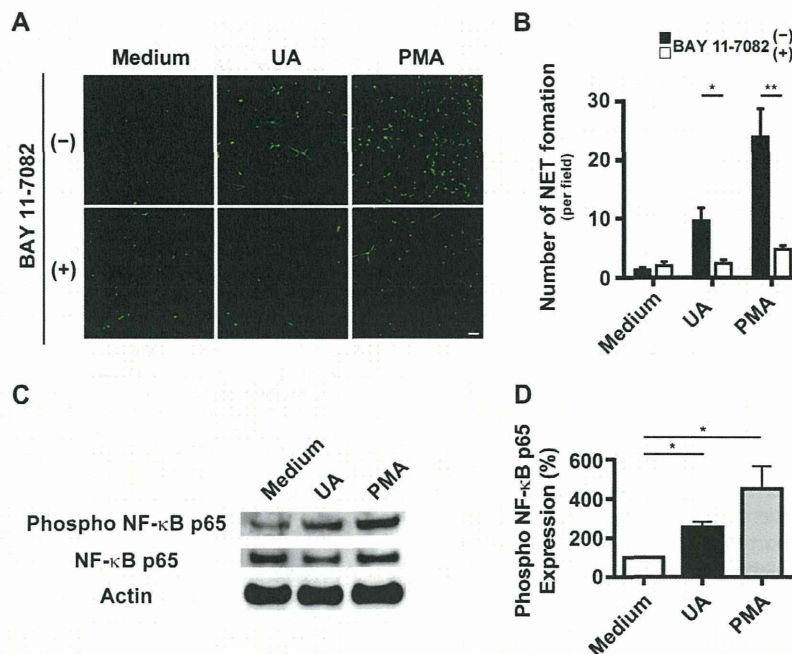 A
Medium UA PMA
BAY 11-7082
(−)
(+)
B
BAY 11-7082 (−)
(+)
* **
30
20
10
0
Number of NET fomation
(per field)
Medium UA PMA
C
Medium UA PMA
Phospho NF-κB p65
NF-κB p65
Actin
D
*
*
600
400
200
0
Phospho NF-κB p65
Expression (%)
Medium UA PMA